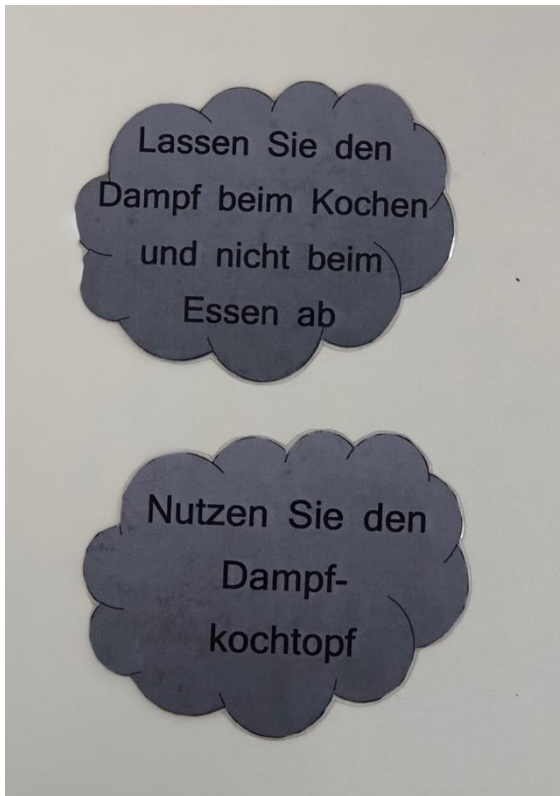 Lassen Sie den
Dampf beim Kochen
und nicht beim
Essen ab
Nutzen Sie den
Dampf-
kochtopf